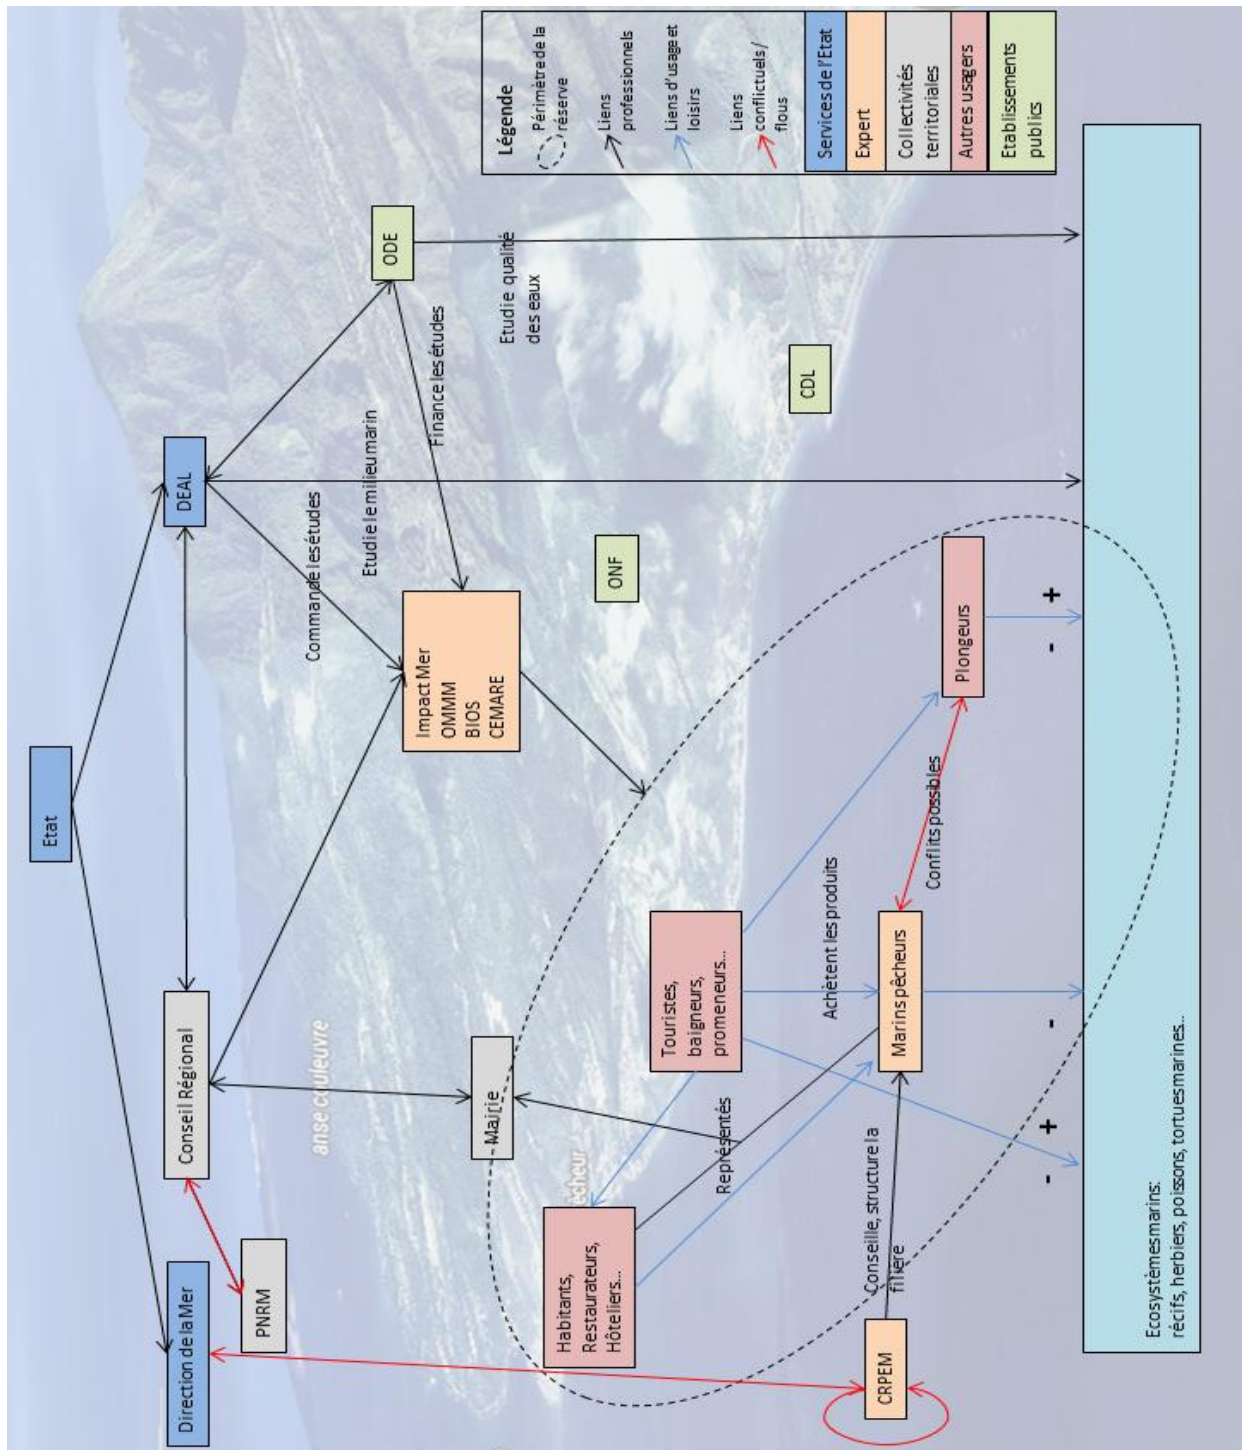 Etat
Direction de la Mer
Conseil Régional
DEAL
PNRM
anse couleuvre
Commande les études
Etudie le milieu marin
Finance les études
ODE
Mairie
Impact Mer
OMMM
BIOS
CEMARE
Etudie qualité
des eaux
écheur
ONF
CDL
Habitants,
Restaurateurs,
Hôteliers...
Touristes,
baigneurs,
promeneurs...
Représentés
Achètent les produits
CRPEM
Conseille, structure la
filière
Marins pêcheurs
Conflits possibles
Plongeurs
- +
-
- +
Ecosystèmes marins:
récifs, herbiers, poissons, tortues marines...
Légende
Périmètre de la
réserve
Liens
professionnels
Liens d'usage et
loisirs
Liens
conflictuels /
flous
Services de l'Etat
Expert
Collectivités
territoriales
Autres usagers
Etablissements
publics